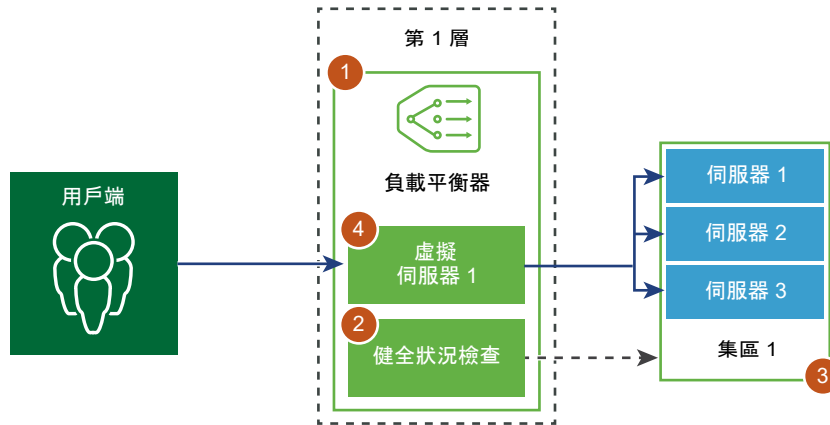 第 1 層
1
負載平衡器
用戶端
4
虛擬
伺服器 1
2
健全狀況檢查
伺服器 1
伺服器 2
伺服器 3
集區 1
3